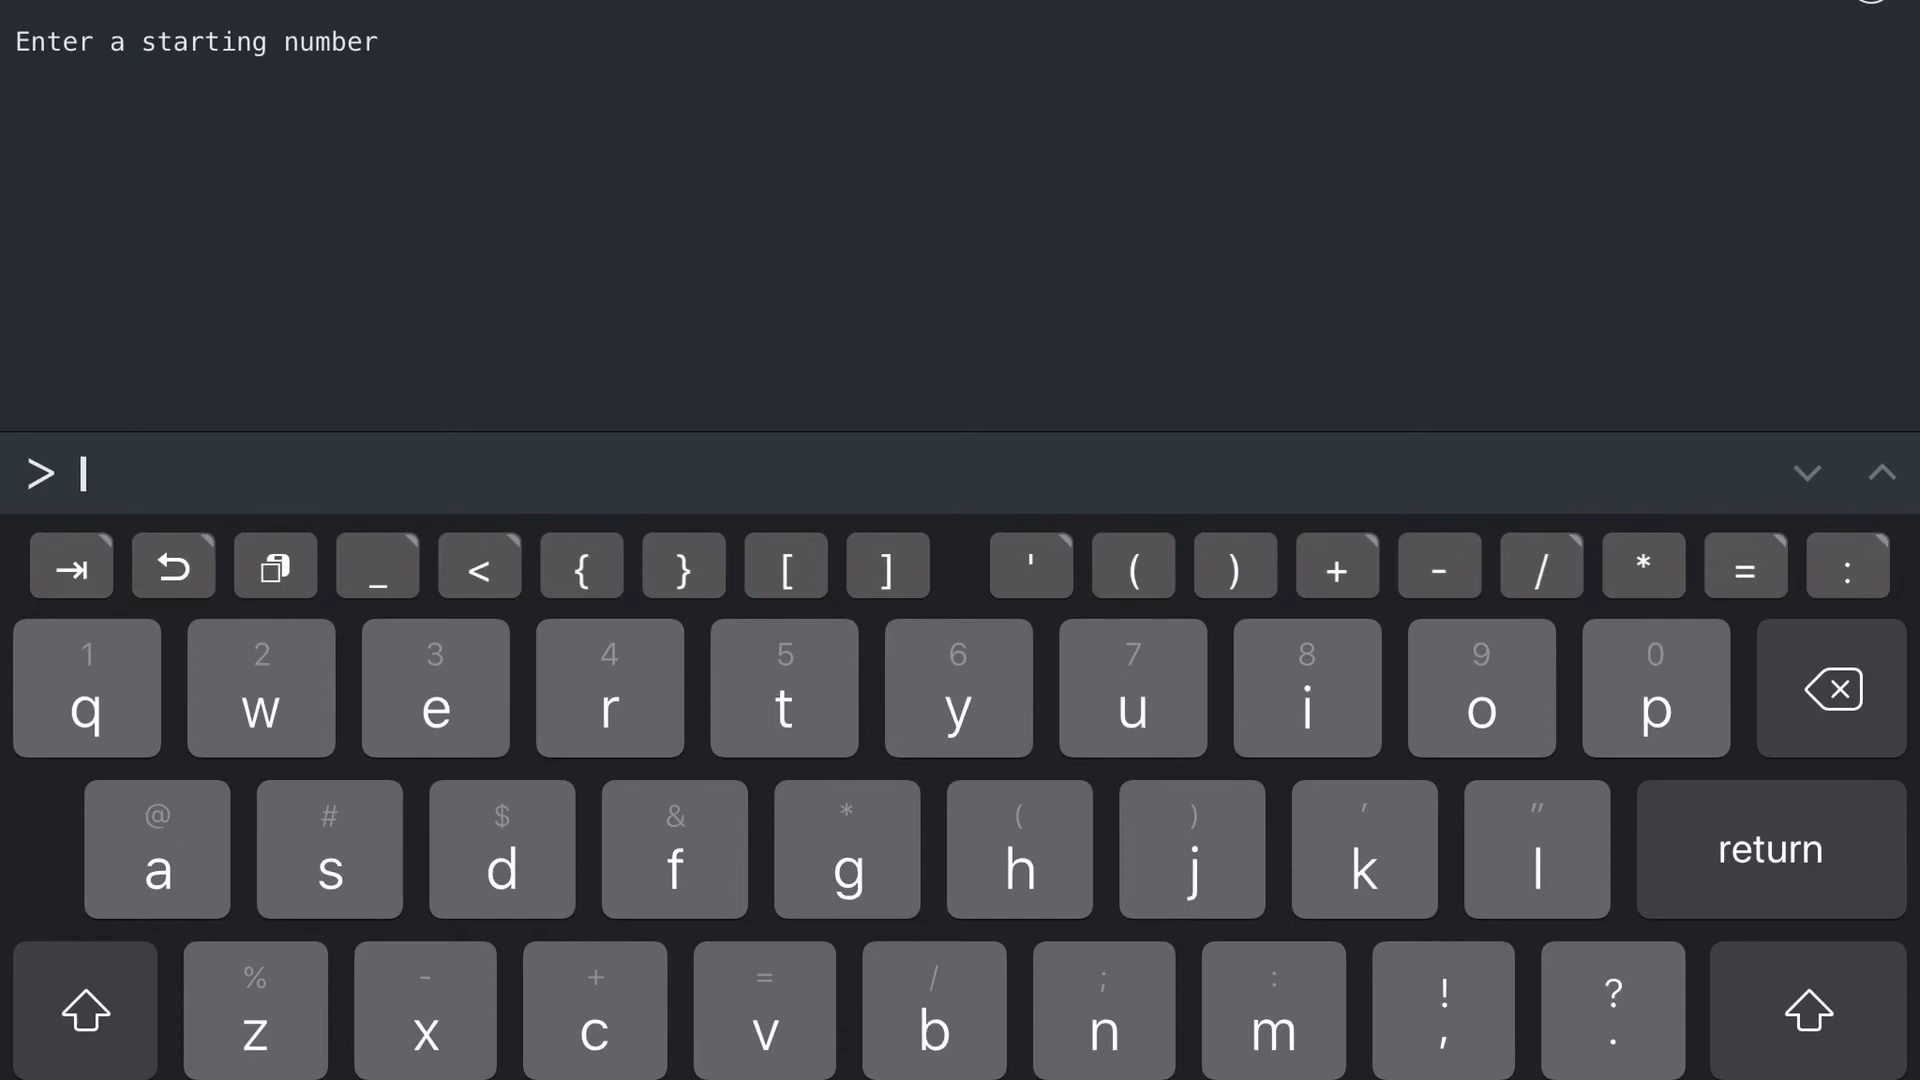 Enter a starting number
>
_ < { } [ ] ' ( ) + - / * = :
1 2 3 4 5 6 7 8 9 0
q w e r t y u i o p
@ # $ & * ( ) ' "
a s d f g h j k l return
% - + = / ; : ! ?
z x c v b n m , .